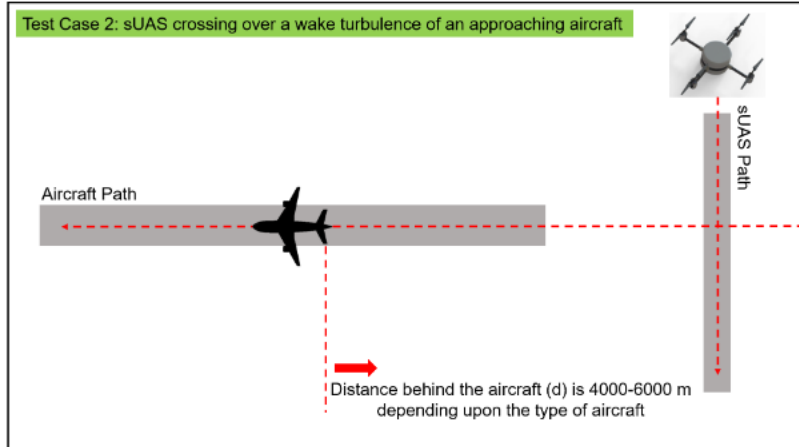 Test Case 2: sUAS crossing over a wake turbulence of an approaching aircraft
sUAS Path
Aircraft Path
Distance behind the aircraft (d) is 4000-6000 m
depending upon the type of aircraft